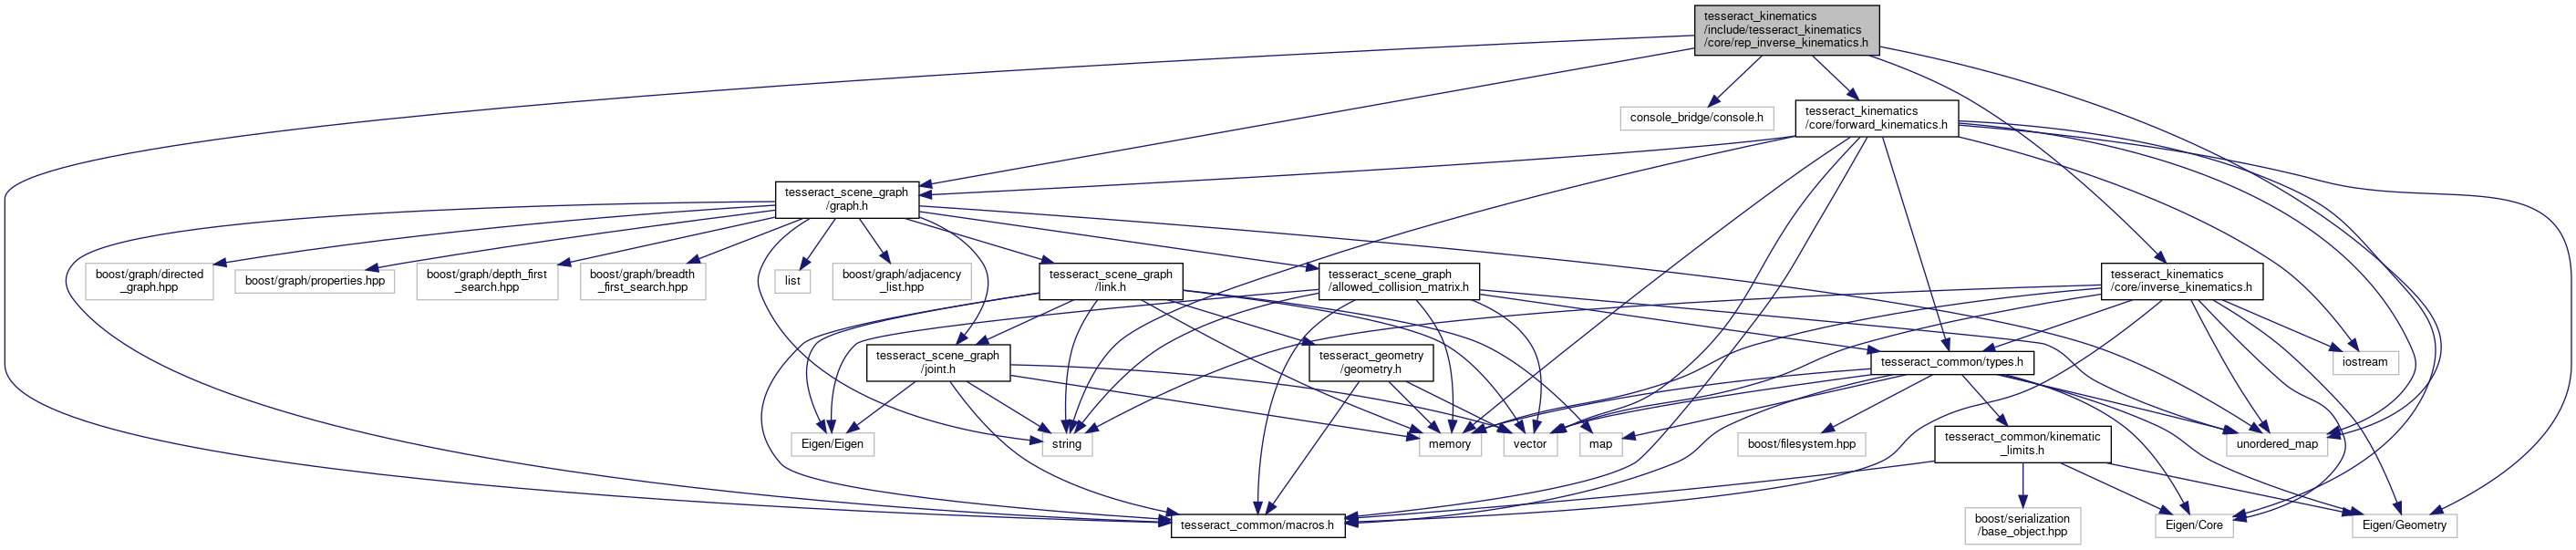 tesseract_kinematics
/include/tesseract_kinematics
/core/rep_inverse_kinematics.h
console_bridge/console.h
tesseract_kinematics
/core/forward_kinematics.h
tesseract_scene_graph
/graph.h
boost/graph/directed
_graph.hpp
boost/graph/properties.hpp
boost/graph/depth_first
_search.hpp
boost/graph/breadth
_first_search.hpp
list
boost/graph/adjacency
_list.hpp
tesseract_scene_graph
/link.h
tesseract_scene_graph
/allowed_collision_matrix.h
tesseract_kinematics
/core/inverse_kinematics.h
tesseract_scene_graph
/joint.h
tesseract_geometry
/geometry.h
tesseract_common/types.h
iostream
Eigen/Eigen
string
memory
vector
map
boost/filesystem.hpp
tesseract_common/kinematic
_limits.h
unordered_map
tesseract_common/macros.h
boost/serialization
/base_object.hpp
Eigen/Core
Eigen/Geometry